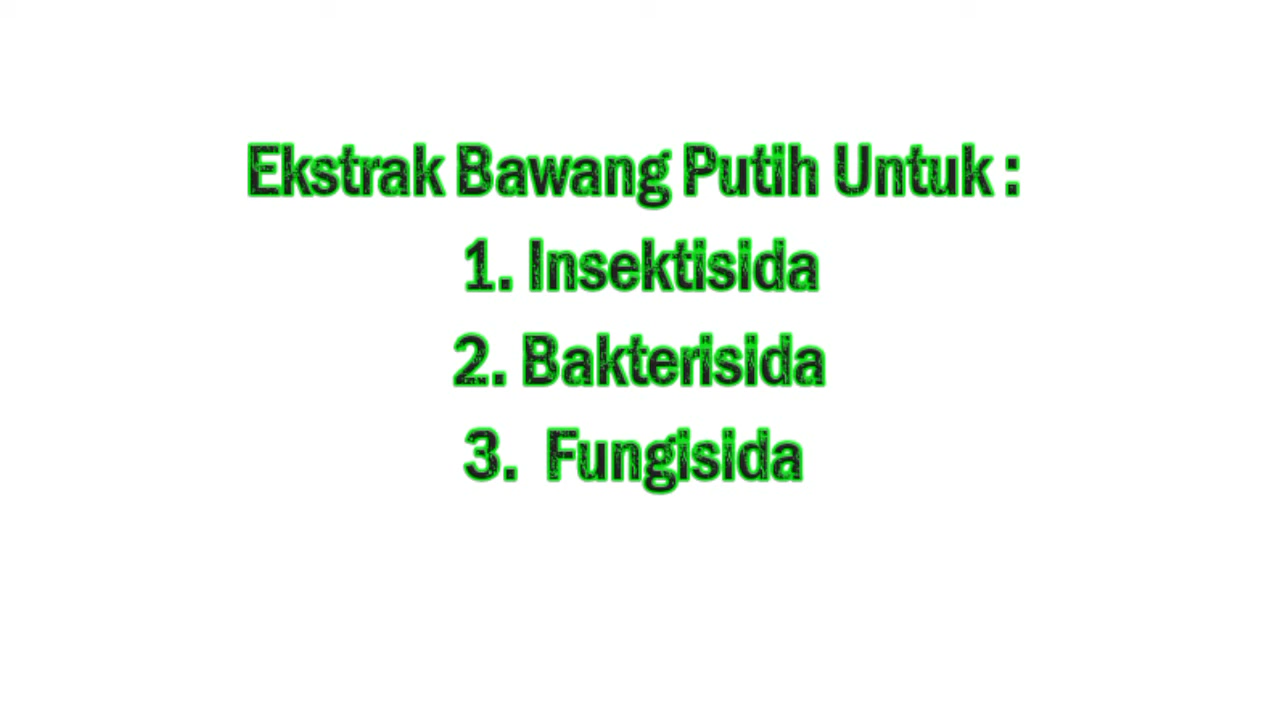 Ekstrak Bawang Putih Untuk :
1. Insektisida
2. Bakterisida
3. Fungisida